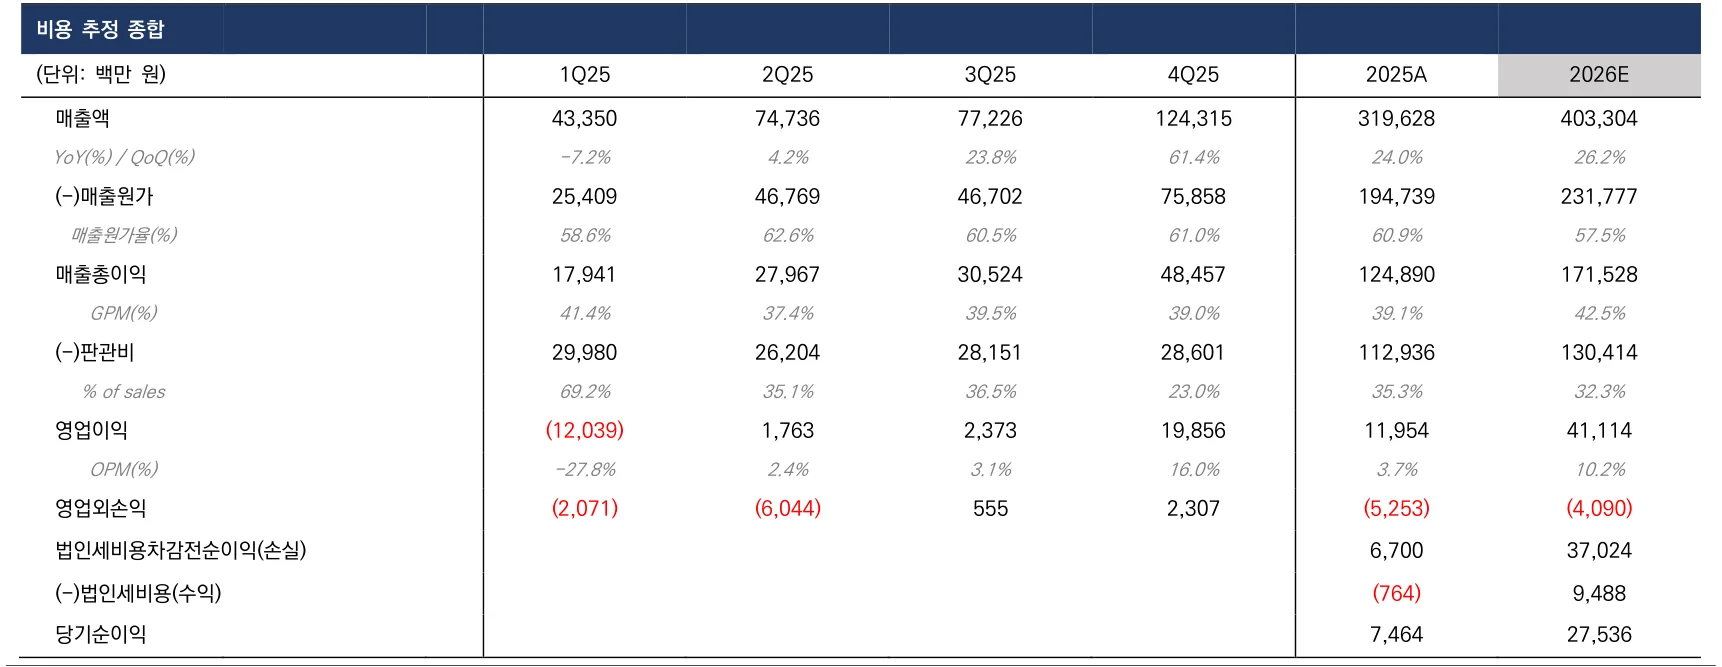 비용 추정 종합
(단위: 백만 원) 1Q25 2Q25 3Q25 4Q25 2025A 2026E
매출액 43,350 74,736 77,226 124,315 319,628 403,304
YoY(%) / QoQ(%) -7.2% 4.2% 23.8% 61.4% 24.0% 26.2%
(-)매출원가 25,409 46,769 46,702 75,858 194,739 231,777
매출원가율(%) 58.6% 62.6% 60.5% 61.0% 60.9% 57.5%
매출총이익 17,941 27,967 30,524 48,457 124,890 171,528
GPM(%) 41.4% 37.4% 39.5% 39.0% 39.1% 42.5%
(-)판관비 29,980 26,204 28,151 28,601 112,936 130,414
% of sales 69.2% 35.1% 36.5% 23.0% 35.3% 32.3%
영업이익 (12,039) 1,763 2,373 19,856 11,954 41,114
OPM(%) -27.8% 2.4% 3.1% 16.0% 3.7% 10.2%
영업외손익 (2,071) (6,044) 555 2,307 (5,253) (4,090)
법인세비용차감전순이익(손실) 6,700 37,024
(-)법인세비용(수익) (764) 9,488
당기순이익 7,464 27,536